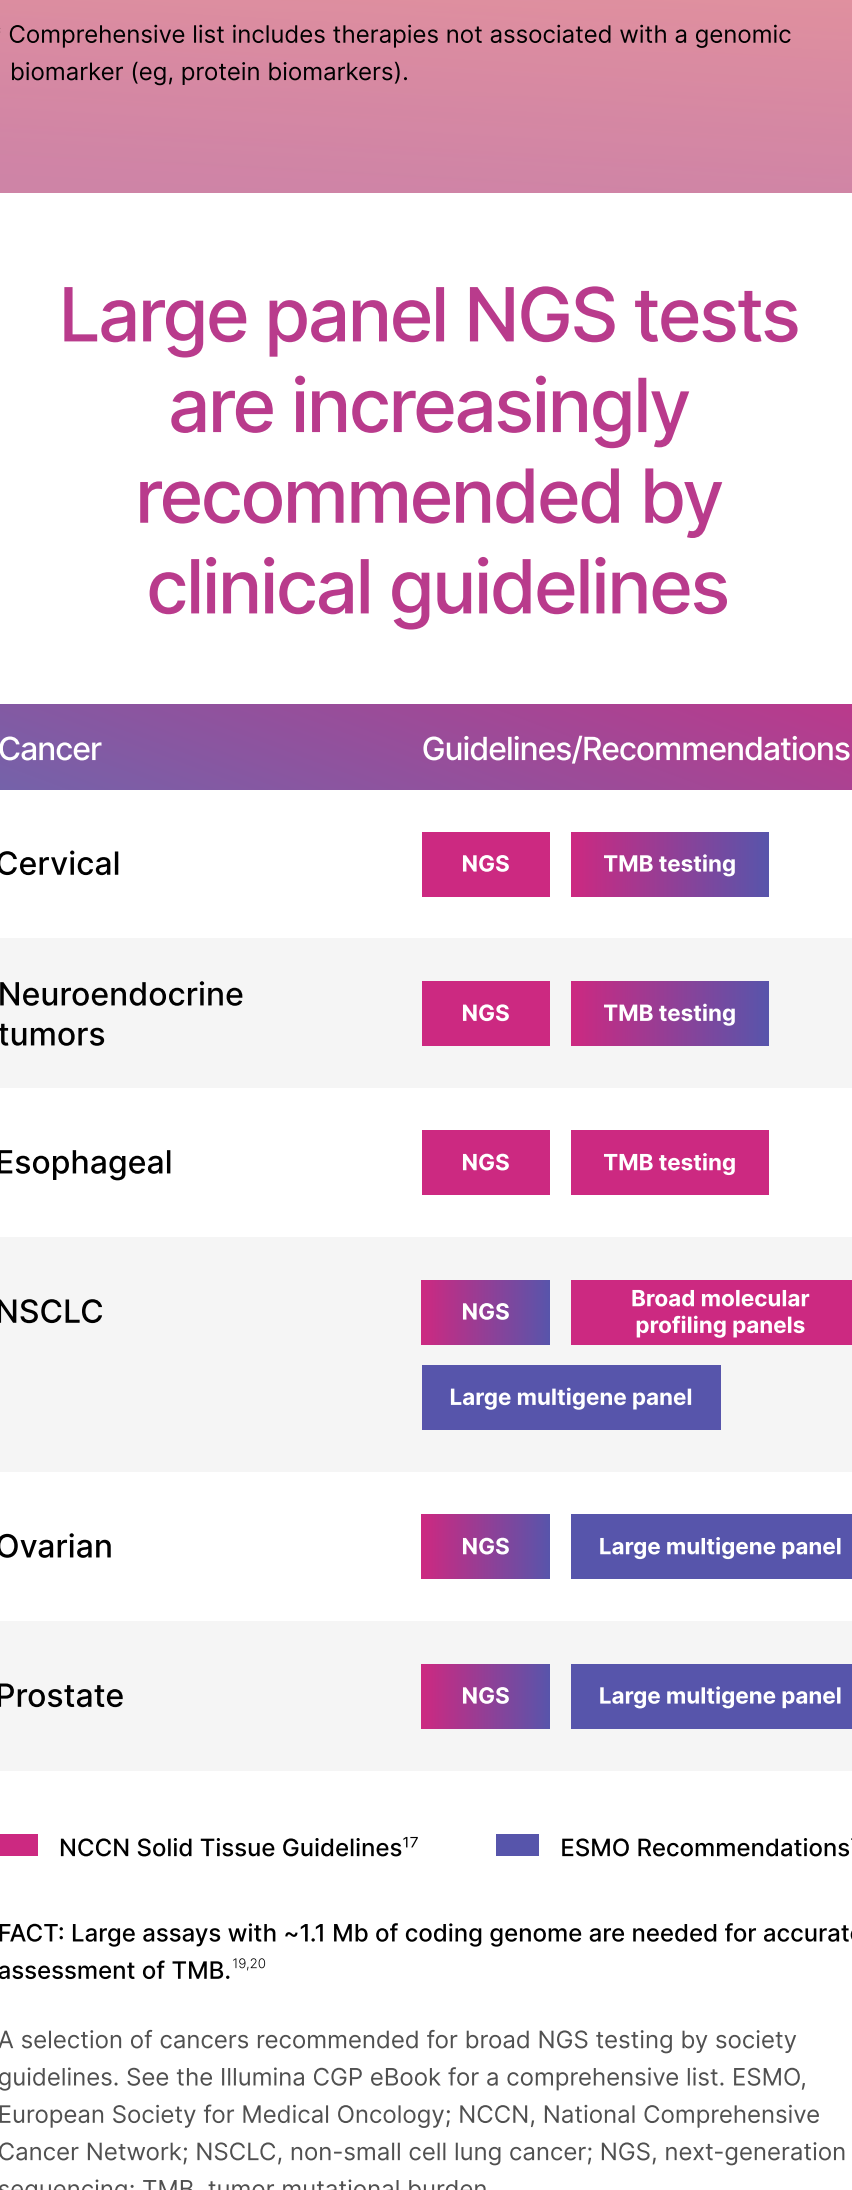 Comprehensive list includes therapies not associated with a genomic
biomarker (eg, protein biomarkers).
Large panel NGS tests
are increasingly
recommended by
clinical guidelines
Cancer Guidelines/Recommendations
Cervical NGS TMB testing
Neuroendocrine
tumors NGS TMB testing
Esophageal NGS TMB testing
NSCLC NGS Broad molecular
profiling panels
Large multigene panel
Ovarian NGS Large multigene panel
Prostate NGS Large multigene panel
NCCN Solid Tissue Guidelines17 ESMO Recommendations
FACT: Large assays with ~1.1 Mb of coding genome are needed for accurate
assessment of TMB.19,20
A selection of cancers recommended for broad NGS testing by society
guidelines. See the Illumina CGP eBook for a comprehensive list. ESMO,
European Society for Medical Oncology; NCCN, National Comprehensive
Cancer Network; NSCLC, non-small cell lung cancer; NGS, next-generation
sequencing; TMB, tumor mutational burden